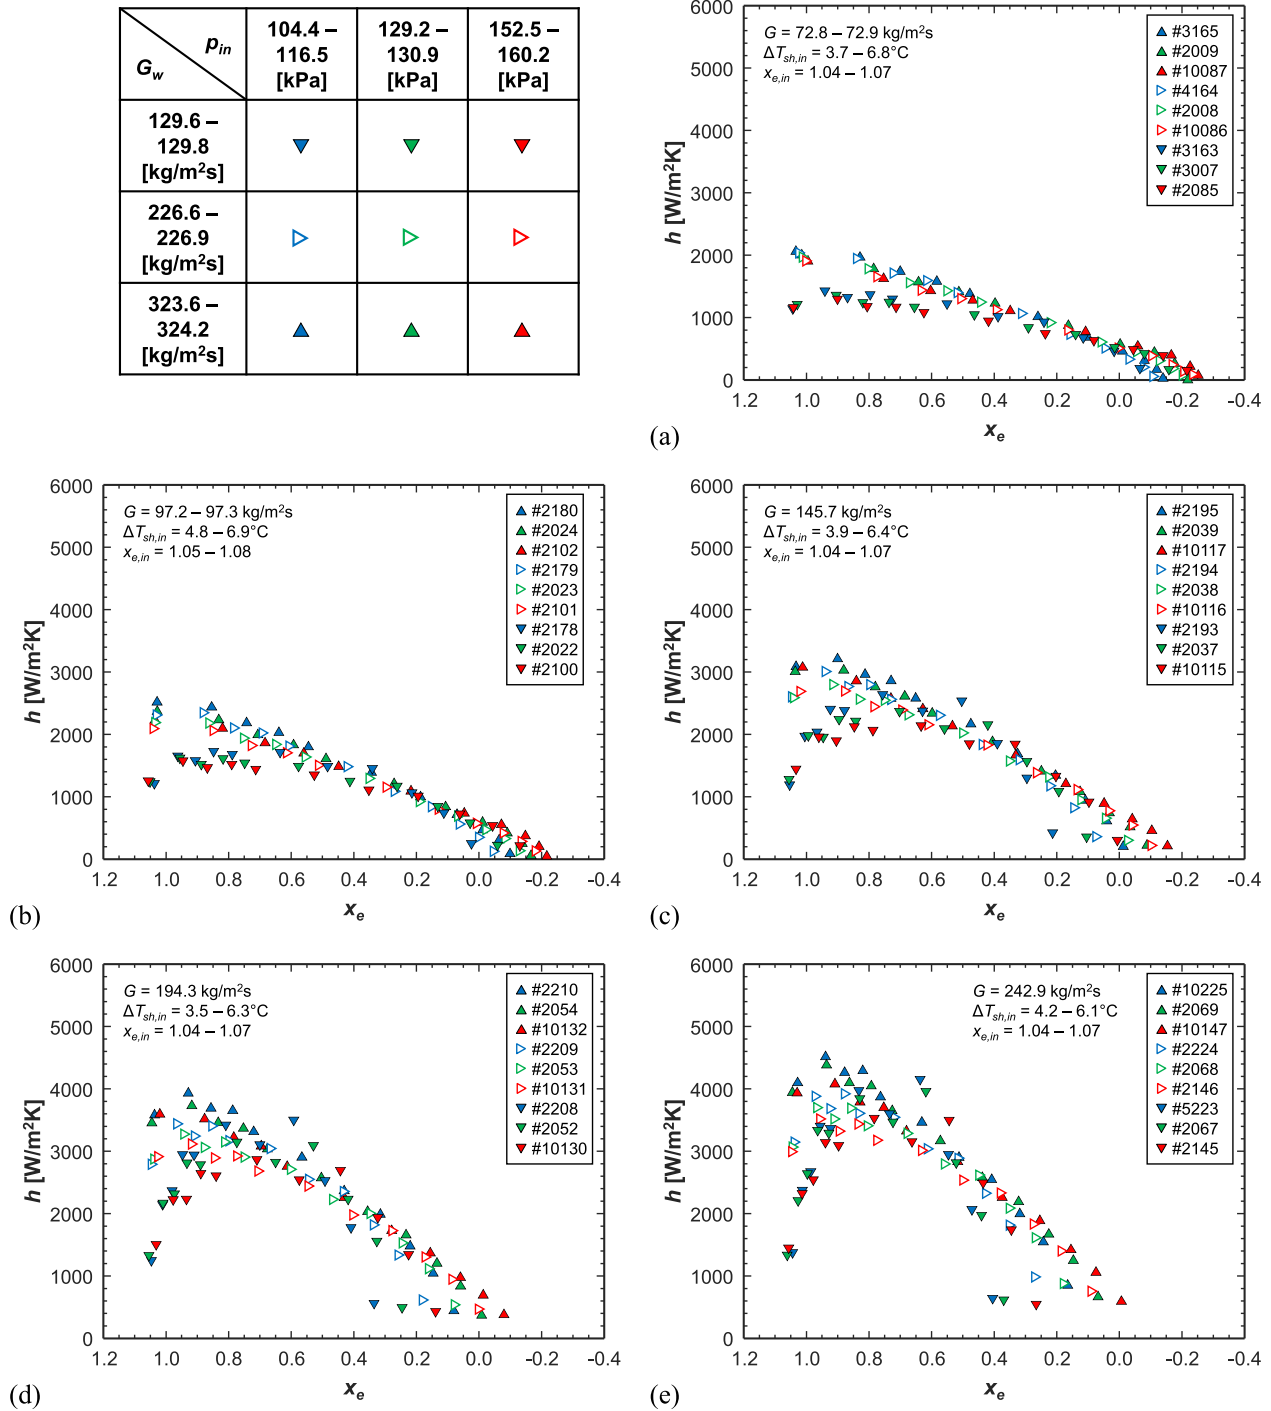 p_in
G_w
104.4 –
116.5
[kPa]
129.2 –
130.9
[kPa]
152.5 –
160.2
[kPa]
129.6 –
129.8
[kg/m²s]
226.6 –
226.9
[kg/m²s]
323.6 –
324.2
[kg/m²s]
6000
5000
4000
3000
2000
1000
0
h [W/m²K]
G = 72.8 – 72.9 kg/m²s
ΔT_sh,in = 3.7 – 6.8°C
x_e,in = 1.04 – 1.07
#3165
#2009
#10087
#4164
#2008
#10086
#3163
#3007
#2085
1.2 1.0 0.8 0.6 0.4 0.2 0.0 -0.2 -0.4
x_e
(a)
6000
5000
4000
3000
2000
1000
0
h [W/m²K]
G = 97.2 – 97.3 kg/m²s
ΔT_sh,in = 4.8 – 6.9°C
x_e,in = 1.05 – 1.08
#2180
#2024
#2102
#2179
#2023
#2101
#2178
#2022
#2100
1.2 1.0 0.8 0.6 0.4 0.2 0.0 -0.2 -0.4
x_e
(b)
6000
5000
4000
3000
2000
1000
0
h [W/m²K]
G = 145.7 kg/m²s
ΔT_sh,in = 3.9 – 6.4°C
x_e,in = 1.04 – 1.07
#2195
#2039
#10117
#2194
#2038
#10116
#2193
#2037
#10115
1.2 1.0 0.8 0.6 0.4 0.2 0.0 -0.2 -0.4
x_e
(c)
6000
5000
4000
3000
2000
1000
0
h [W/m²K]
G = 194.3 kg/m²s
ΔT_sh,in = 3.5 – 6.3°C
x_e,in = 1.04 – 1.07
#2210
#2054
#10132
#2209
#2053
#10131
#2208
#2052
#10130
1.2 1.0 0.8 0.6 0.4 0.2 0.0 -0.2 -0.4
x_e
(d)
6000
5000
4000
3000
2000
1000
0
h [W/m²K]
G = 242.9 kg/m²s
ΔT_sh,in = 4.2 – 6.1°C
x_e,in = 1.04 – 1.07
#10225
#2069
#10147
#2224
#2068
#2146
#5223
#2067
#2145
1.2 1.0 0.8 0.6 0.4 0.2 0.0 -0.2 -0.4
x_e
(e)